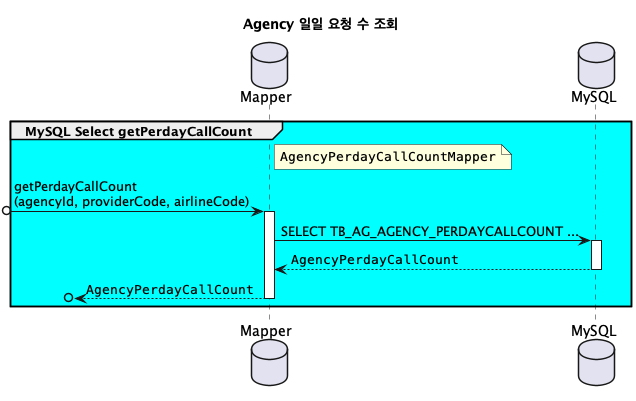 Agency 일일 요청 수 조회
Mapper
MySQL
MySQL Select getPerdayCallCount
AgencyPerdayCallCountMapper
getPerdayCallCount
(agencyId, providerCode, airlineCode)
SELECT TB_AG_AGENCY_PERDAYCALLCOUNT ...
AgencyPerdayCallCount
AgencyPerdayCallCount
Mapper
MySQL